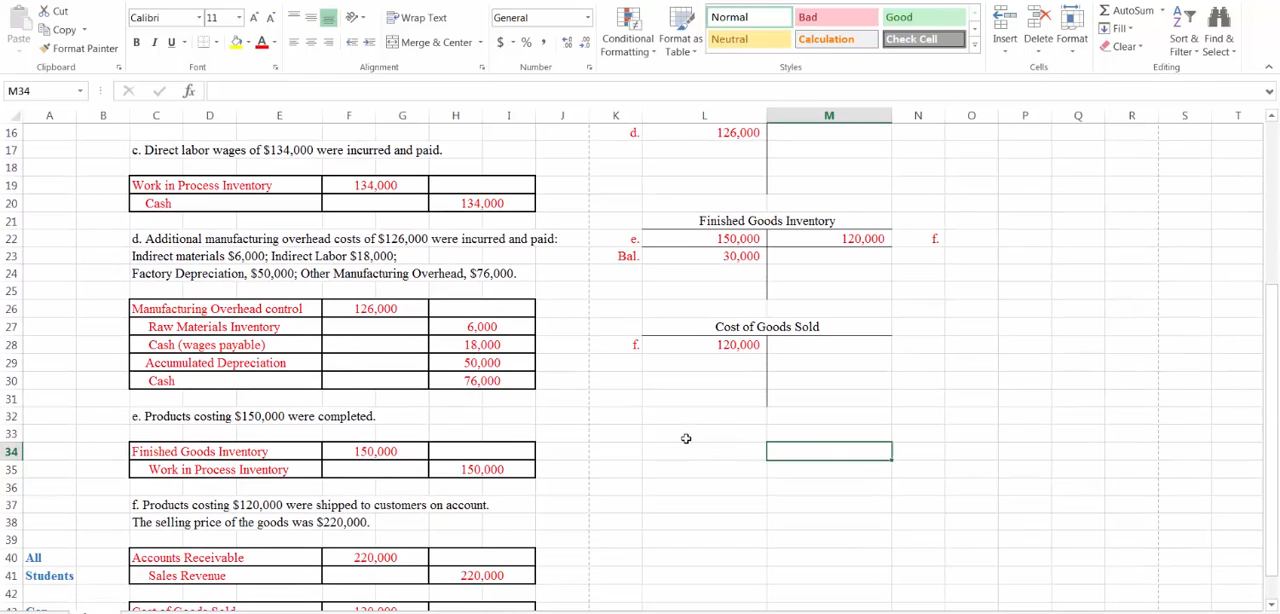 Cut
Copy
Format Painter
Paste
Clipboard
Calibri 11 A A
B I U A
Font
Wrap Text
Merge & Center
Alignment
General
$ % ,
Number
Conditional Formatting
Format as Table
Normal Bad Good
Neutral Calculation Check Cell
Styles
Insert Delete Format
Cells
AutoSum
Fill
Clear
Sort & Filter
Find & Select
Editing
M34 fx
A B C D E F G H I J K L M N O P Q R S T
16 d. 126,000
17 c. Direct labor wages of $134,000 were incurred and paid.
18
19 Work in Process Inventory 134,000
20 Cash 134,000
21 Finished Goods Inventory
22 d. Additional manufacturing overhead costs of $126,000 were incurred and paid: e. 150,000 120,000 f.
23 Indirect materials $6,000; Indirect Labor $18,000; Bal. 30,000
24 Factory Depreciation, $50,000; Other Manufacturing Overhead, $76,000.
25
26 Manufacturing Overhead control 126,000
27 Raw Materials Inventory 6,000 Cost of Goods Sold
28 Cash (wages payable) 18,000 f. 120,000
29 Accumulated Depreciation 50,000
30 Cash 76,000
31
32 e. Products costing $150,000 were completed.
33
34 Finished Goods Inventory 150,000
35 Work in Process Inventory 150,000
36
37 f. Products costing $120,000 were shipped to customers on account.
38 The selling price of the goods was $220,000.
39
40 All Accounts Receivable 220,000
41 Students Sales Revenue 220,000
42